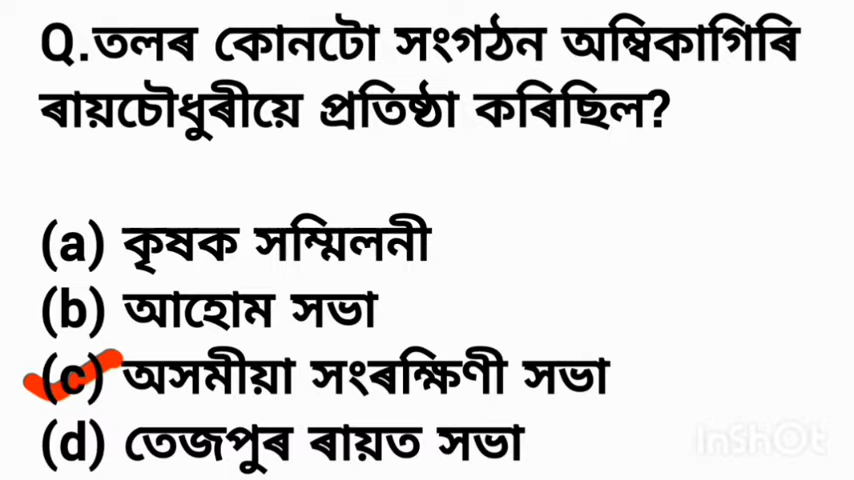 Q.তলৰ কোনটো সংগঠন অম্বিকাগিৰি
ৰায়চৌধুৰীয়ে প্ৰতিষ্ঠা কৰিছিল?
(a) কৃষক সম্মিলনী
(b) আহোম সভা
(c) অসমীয়া সংৰক্ষিণী সভা
(d) তেজপুৰ ৰায়ত সভা
InShOt